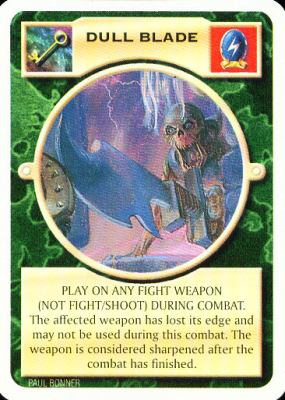 DULL BLADE
PLAY ON ANY FIGHT WEAPON
(NOT FIGHT/SHOOT) DURING COMBAT.
The affected weapon has lost its edge and
may not be used during this combat. The
weapon is considered sharpened after the
combat has finished.
PAUL BONNER